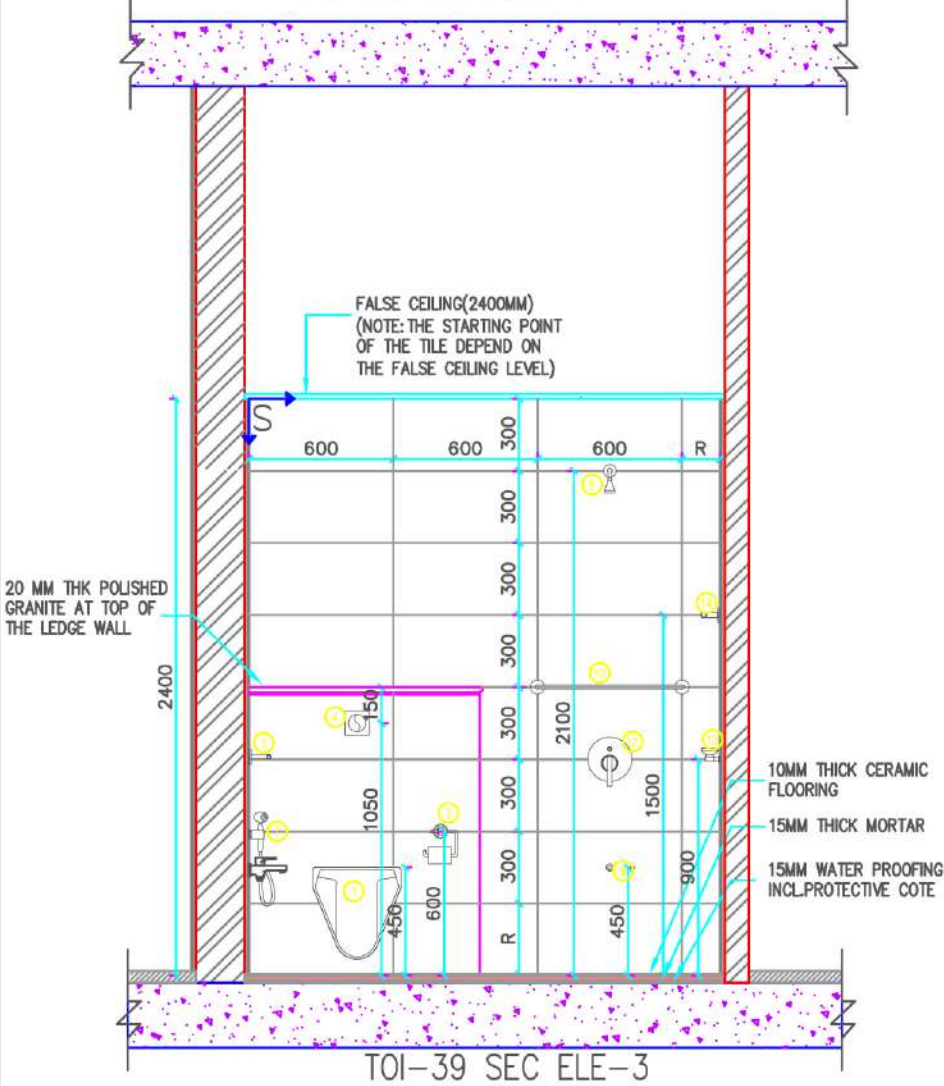 FALSE CEILING(2400MM)
(NOTE: THE STARTING POINT
OF THE TILE DEPEND ON
THE FALSE CEILING LEVEL)
S
600
600
300
600
R
300
300
300
20 MM THK POLISHED
GRANITE AT TOP OF
THE LEDGE WALL
2400
150
300
2100
300
1050
1500
10MM THICK CERAMIC
FLOORING
15MM THICK MORTAR
15MM WATER PROOFING
INCL.PROTECTIVE COTE
300
900
450
600
R
450
TOI-39 SEC ELE-3